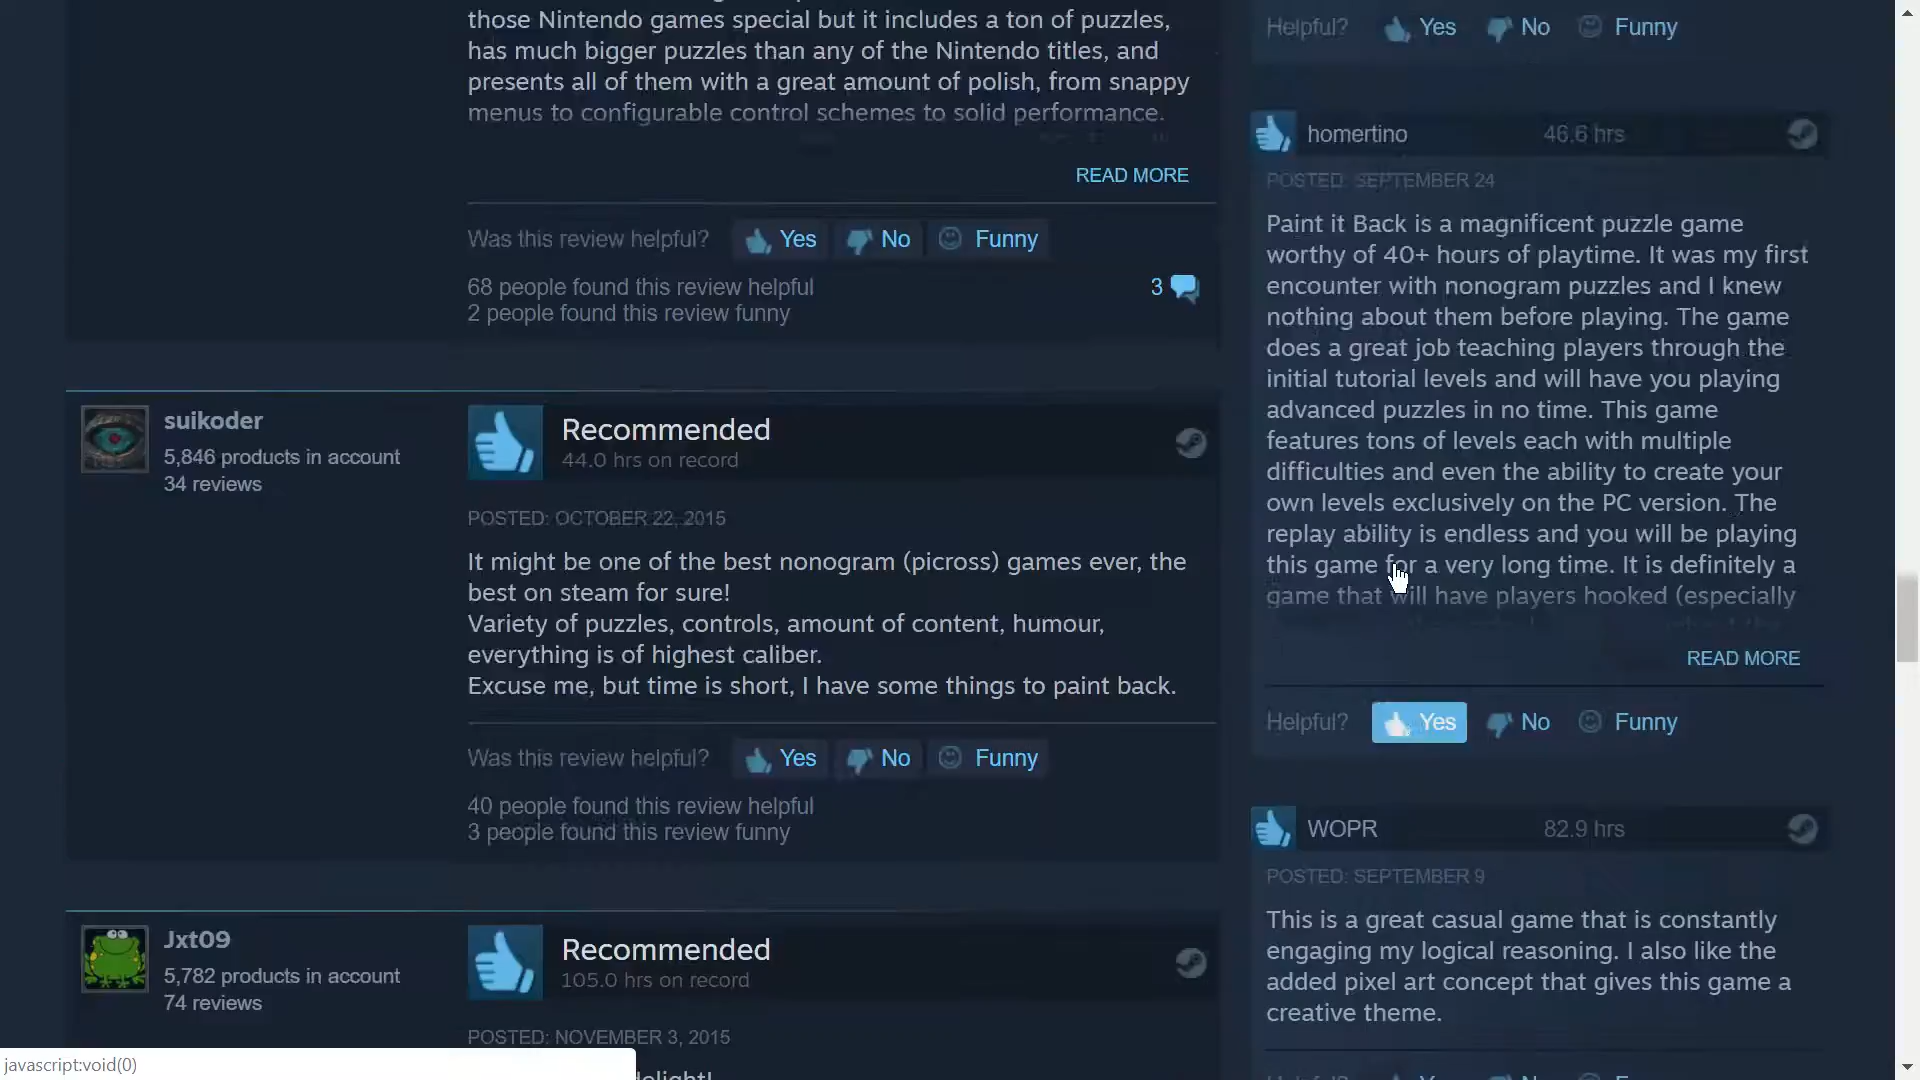 those Nintendo games special but it includes a ton of puzzles,
has much bigger puzzles than any of the Nintendo titles, and
presents all of them with a great amount of polish, from snappy
menus to configurable control schemes to solid performance.
READ MORE
Was this review helpful? Yes No Funny
68 people found this review helpful
2 people found this review funny
3
suikoder
5,846 products in account
34 reviews
Recommended
44.0 hrs on record
POSTED: OCTOBER 22, 2015
It might be one of the best nonogram (picross) games ever, the
best on steam for sure!
Variety of puzzles, controls, amount of content, humour,
everything is of highest caliber.
Excuse me, but time is short, I have some things to paint back.
Was this review helpful? Yes No Funny
40 people found this review helpful
3 people found this review funny
Jxt09
5,782 products in account
74 reviews
Recommended
105.0 hrs on record
POSTED: NOVEMBER 3, 2015
Helpful? Yes No Funny
homertino 46.6 hrs
POSTED: SEPTEMBER 24
Paint it Back is a magnificent puzzle game
worthy of 40+ hours of playtime. It was my first
encounter with nonogram puzzles and I knew
nothing about them before playing. The game
does a great job teaching players through the
initial tutorial levels and will have you playing
advanced puzzles in no time. This game
features tons of levels each with multiple
difficulties and even the ability to create your
own levels exclusively on the PC version. The
replay ability is endless and you will be playing
this game for a very long time. It is definitely a
game that will have players hooked (especially
READ MORE
Helpful? Yes No Funny
WOPR 82.9 hrs
POSTED: SEPTEMBER 9
This is a great casual game that is constantly
engaging my logical reasoning. I also like the
added pixel art concept that gives this game a
creative theme.
javascript:void(0)